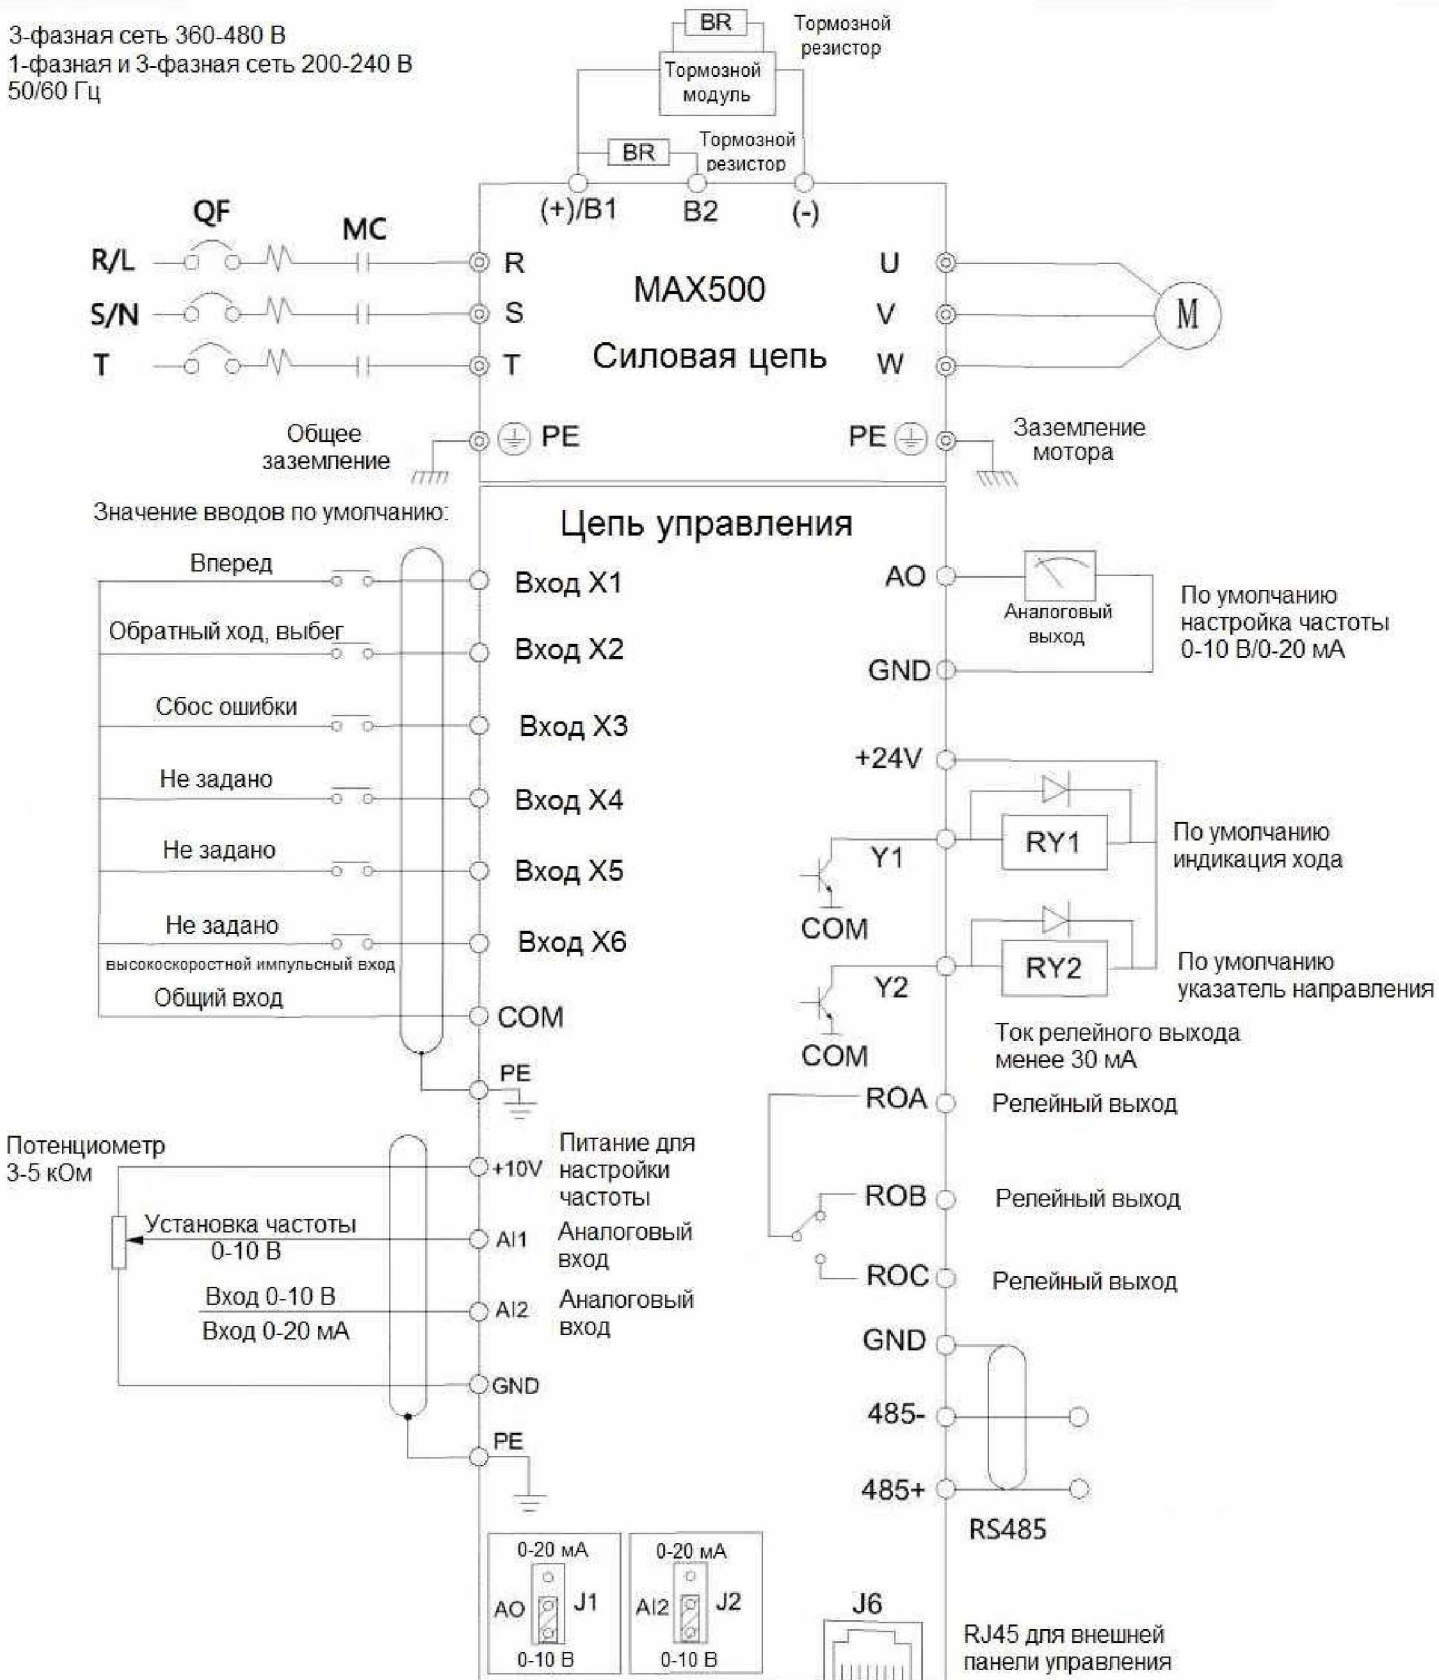 3-фазная сеть 360-480 В
1-фазная и 3-фазная сеть 200-240 В
50/60 Гц
BR
Тормозной
резистор
Тормозной
модуль
BR
Тормозной
резистор
(+)/B1
B2
(-)
QF
MC
R/L
S/N
T
R
S
T
MAX500
Силовая цепь
U
V
W
M
Общее
заземление
PE
PE
Заземление
мотора
Значение вводов по умолчанию:
Цепь управления
Вперед
Вход X1
Обратный ход, выбег
Вход X2
Сбос ошибки
Вход X3
Не задано
Вход X4
Не задано
Вход X5
Не задано
Вход X6
высокоскоростной импульсный вход
Общий вход
COM
PE
AO
Аналоговый
выход
GND
По умолчанию
настройка частоты
0-10 В/0-20 мА
+24V
Y1
COM
RY1
По умолчанию
индикация хода
Y2
COM
RY2
По умолчанию
указатель направления
Ток релейного выхода
менее 30 мА
ROA
Релейный выход
ROB
Релейный выход
ROC
Релейный выход
Потенциометр
3-5 кОм
+10V
Питание для
настройки
частоты
Установка частоты
0-10 В
AI1
Аналоговый
вход
Вход 0-10 В
Вход 0-20 мА
AI2
Аналоговый
вход
GND
PE
GND
485-
485+
RS485
0-20 мА
AO
J1
0-10 В
0-20 мА
AI2
J2
0-10 В
J6
RJ45 для внешней
панели управления